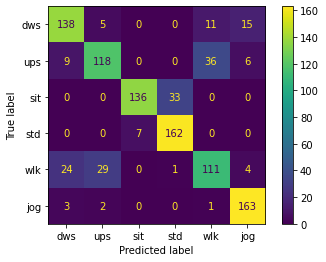 dws 138 5 0 0 11 15
ups 9 118 0 0 36 6
sit 0 0 136 33 0 0
std 0 0 7 162 0 0
wlk 24 29 0 1 111 4
jog 3 2 0 0 1 163
dws ups sit std wlk jog
Predicted label
True label
160
140
120
100
80
60
40
20
0